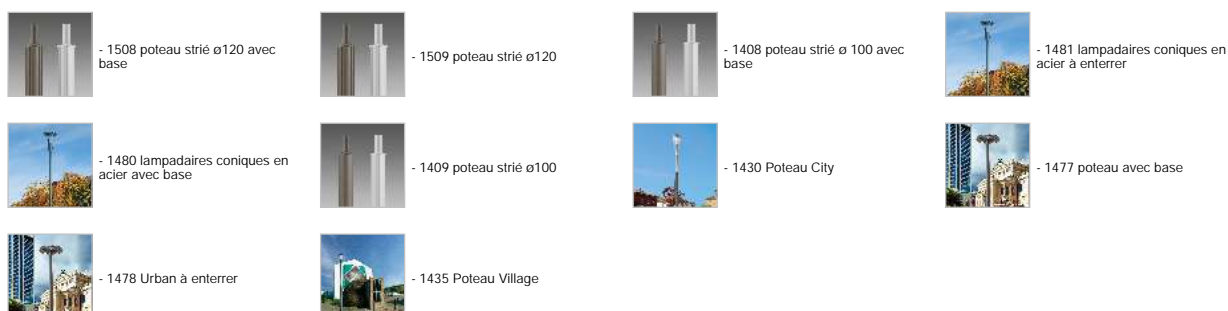 - 1508 poteau strié ø120 avec
base
- 1509 poteau strié ø120
- 1408 poteau strié ø 100 avec
base
- 1481 lampadaires coniques en
acier à enterrer
- 1480 lampadaires coniques en
acier avec base
- 1409 poteau strié ø100
- 1430 Poteau City
- 1477 poteau avec base
- 1478 Urban à enterrer
- 1435 Poteau Village